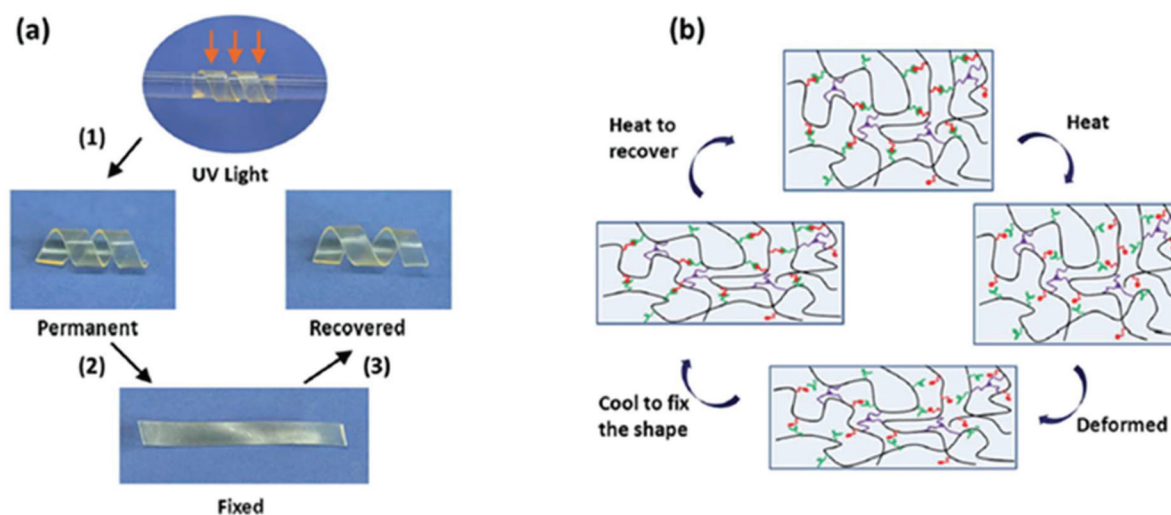 (a)
UV Light
(1)
Permanent
Recovered
(2)
(3)
Fixed
(b)
Heat to
recover
Heat
Cool to fix
the shape
Deformed